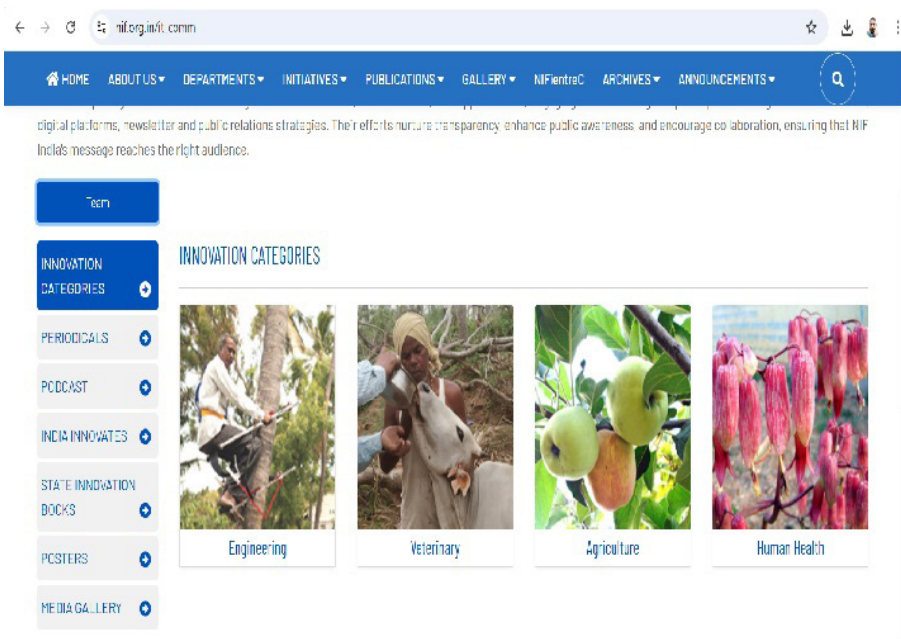 nif.org.in/it-comm
HOME ABOUT US DEPARTMENTS INITIATIVES PUBLICATIONS GALLERY NIFientreC ARCHIVES ANNOUNCEMENTS
digital platforms, newsletter and public relations strategies. Their efforts nurture transparency, enhance public awareness, and encourage collaboration, ensuring that NIF
India's message reaches the right audience.
Team
INNOVATION
CATEGORIES
INNOVATION CATEGORIES
PERIODICALS
PODCAST
INDIA INNOVATES
STATE INNOVATION
BOOKS
POSTERS
MEDIA GALLERY
Engineering
Veterinary
Agriculture
Human Health